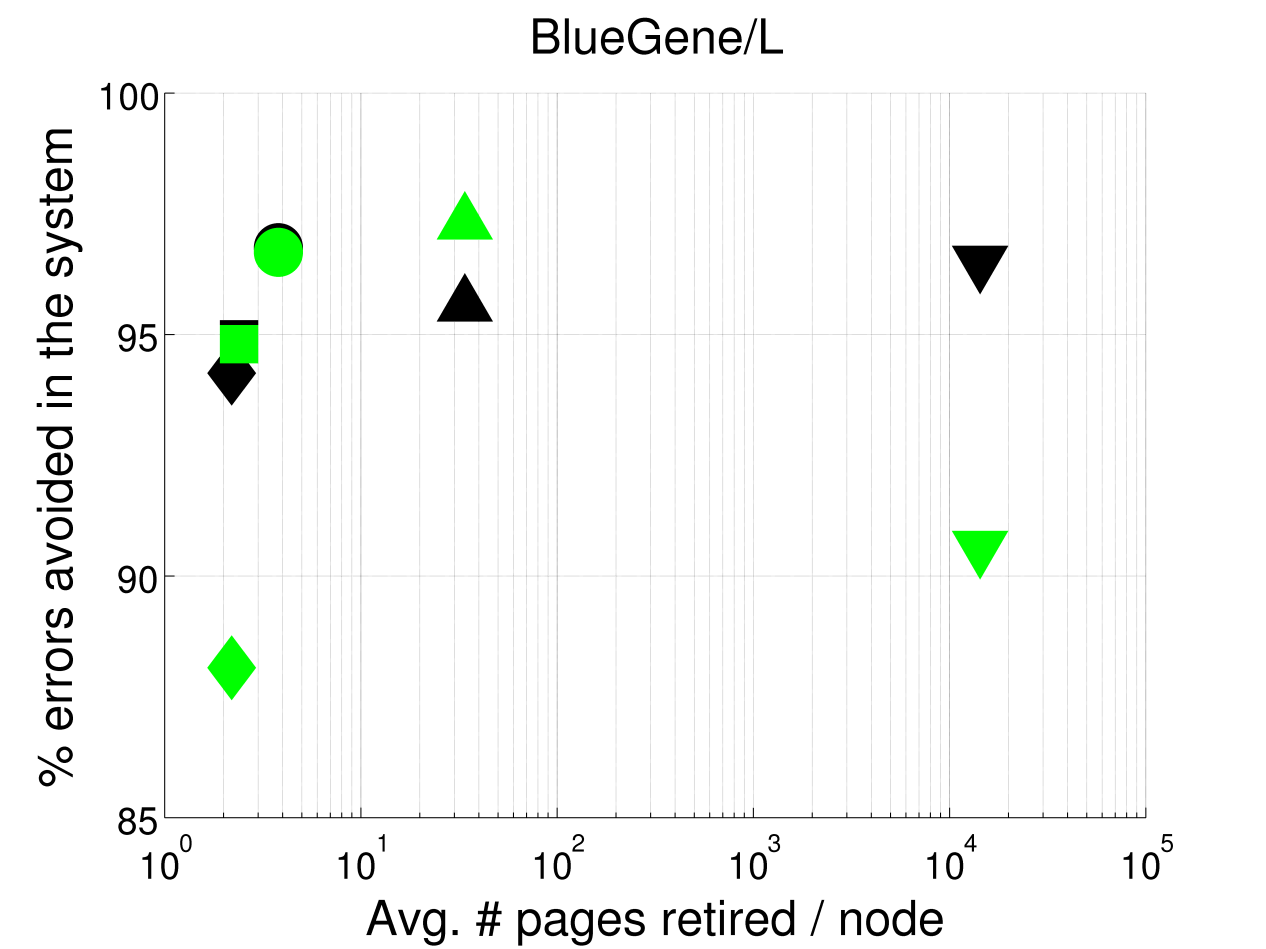 BlueGene/L
% errors avoided in the system
100
95
90
85
10^0 10^1 10^2 10^3 10^4 10^5
Avg. # pages retired / node